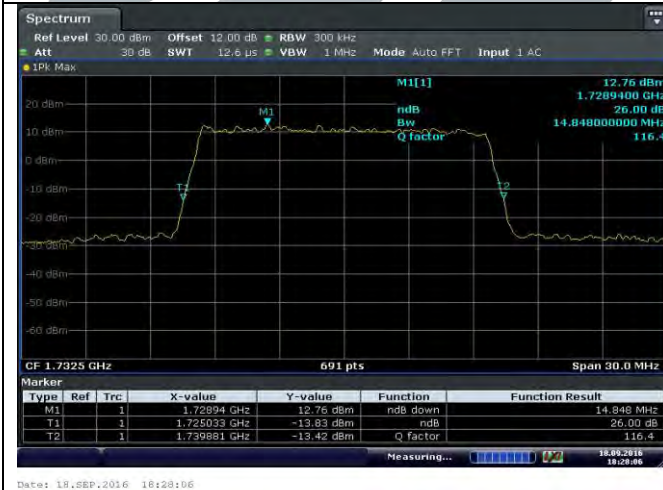 Spectrum
Ref Level 30.00 dBm Offset 12.00 dB RBW 300 kHz
Att 30 dB SWT 12.6 µs VBW 1 MHz Mode Auto FFT Input 1 AC
1Pk Max
M1[1] 12.76 dBm
1.7289400 GHz
20 dBm
ndB 26.00 dB
M1
Bw 14.848000000 MHz
10 dBm
Q factor 116.4
0 dBm
-10 dBm
T1 T2
-20 dBm
-30 dBm
-40 dBm
-50 dBm
-60 dBm
CF 1.7325 GHz 691 pts Span 30.0 MHz
Marker
Type Ref Trc X-value Y-value Function Function Result
M1 1 1.72894 GHz 12.76 dBm ndB down 14.848 MHz
T1 1 1.725033 GHz -13.83 dBm ndB 26.00 dB
T2 1 1.739881 GHz -13.42 dBm Q factor 116.4
Measuring... 18.09.2016
18:28:06
Date: 18.SEP.2016 18:28:06